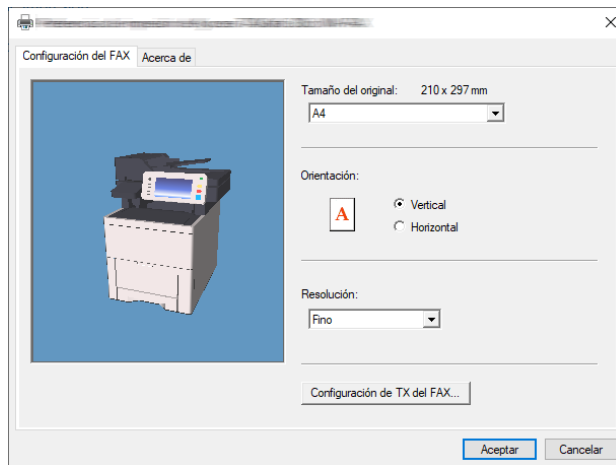 Configuración del FAX
Acerca de
Tamaño del original: 210 x 297 mm
A4
Orientación:
A
Vertical
Horizontal
Resolución:
Fino
Configuración de TX del FAX...
Aceptar
Cancelar